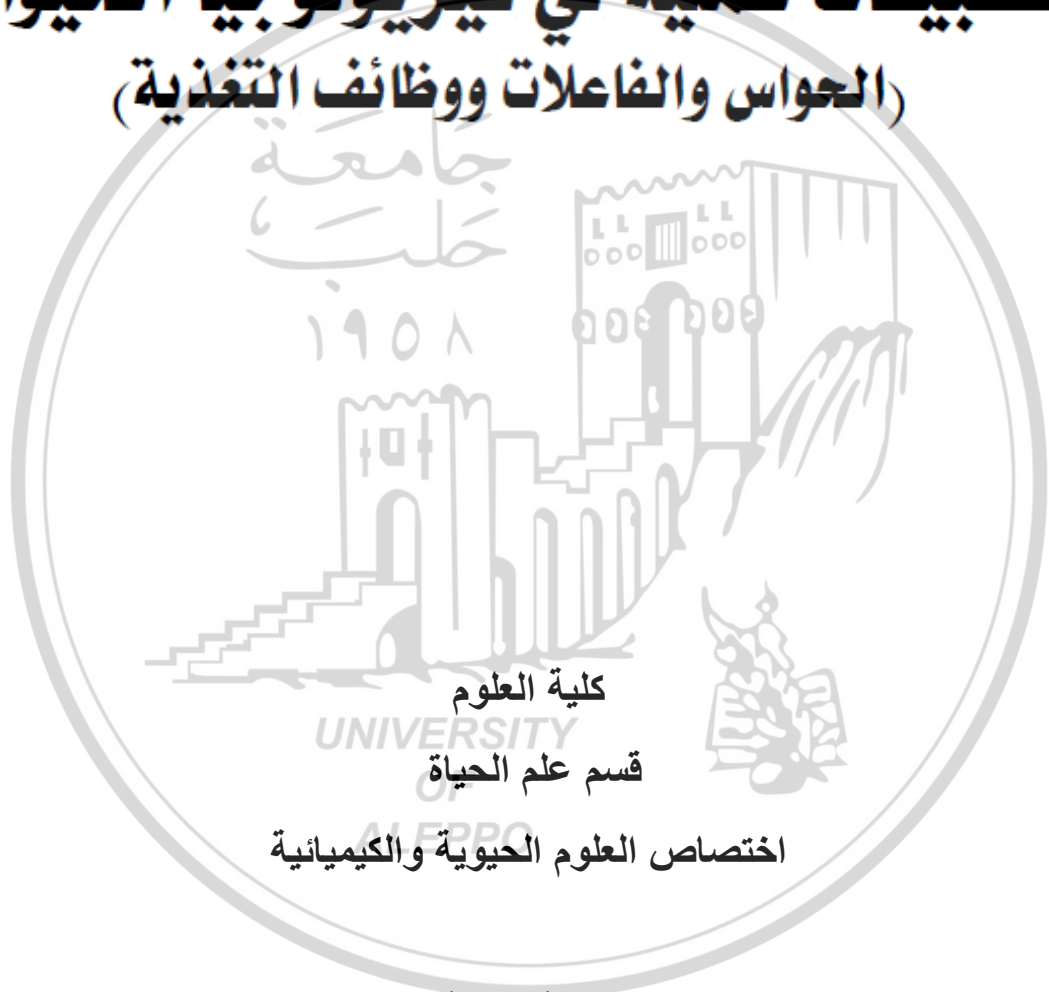 (الحواس والفاعلات ووظائف التغذية)
جامعة
حلب
١٩٥٨
كلية العلوم
UNIVERSITY
قسم علم الحياة
OF
ALEPPO
اختصاص العلوم الحيوية والكيميائية